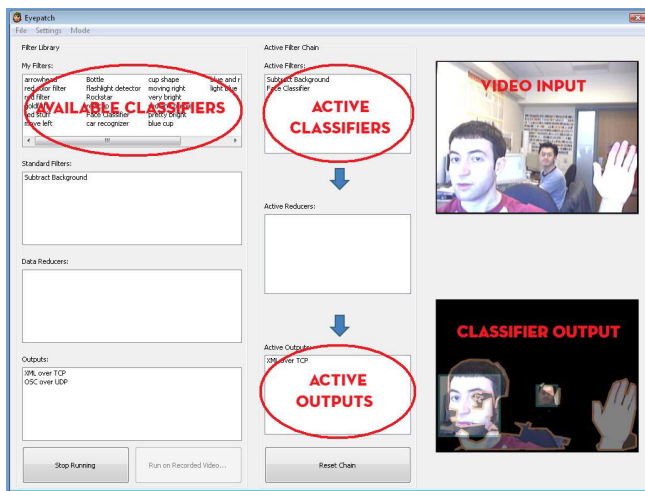 Eyepatch
File Settings Mode
Filter Library
My Filters:
arrowhead Bottle cup shape blue and r
red color filter flashlight detector moving right light blue
red filter Rockstar very bright
AVAILABLE CLASSIFIERS
red stuff Face Classifier pretty bright
move left car recognizer blue cup
Standard Filters:
Subtract Background
Data Reducers:
Outputs:
XML over TCP
OSC over UDP
Stop Running Run on Recorded Video...
Active Filter Chain
Active Filters:
Subtract Background
Face Classifier
ACTIVE
CLASSIFIERS
Active Reducers:
Active Outputs:
XML over TCP
ACTIVE
OUTPUTS
Reset Chain
VIDEO INPUT
CLASSIFIER OUTPUT